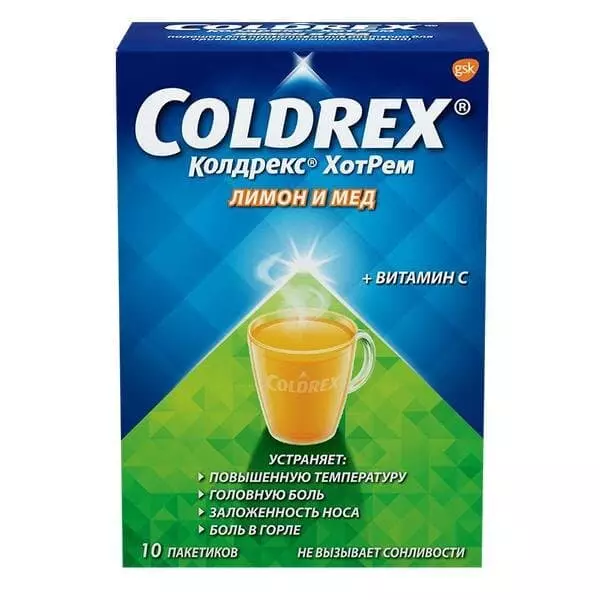 gsk
COLDREX®
Колдрекс® ХотРем
ЛИМОН И МЕД
+ ВИТАМИН С
COLDREX
УСТРАНЯЕТ:
ПОВЫШЕННУЮ ТЕМПЕРАТУРУ
ГОЛОВНУЮ БОЛЬ
ЗАЛОЖЕННОСТЬ НОСА
БОЛЬ В ГОРЛЕ
10 ПАКЕТИКОВ НЕ ВЫЗЫВАЕТ СОНЛИВОСТИ